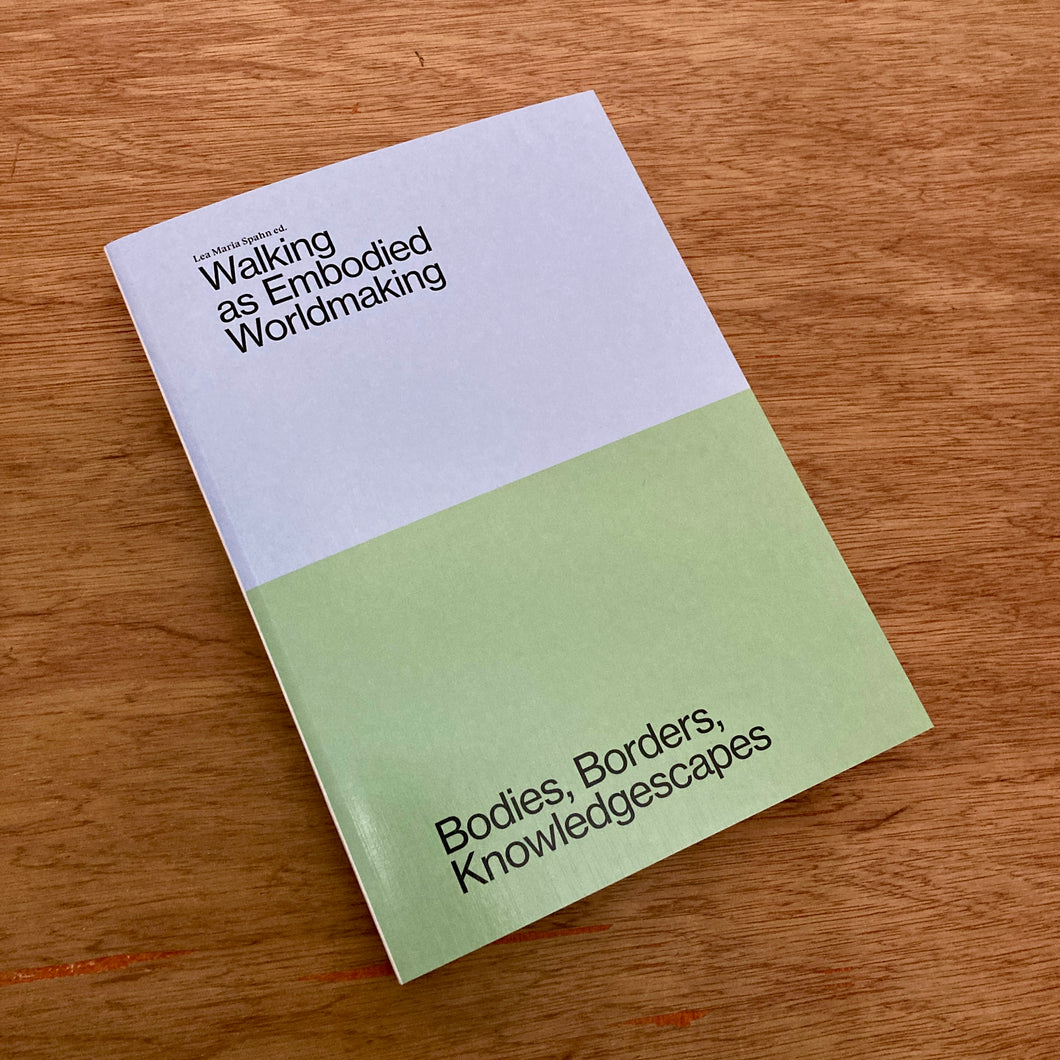 Lea Maria Spahn ed.
Walking
as Embodied
Worldmaking
Bodies, Borders,
Knowledgescapes